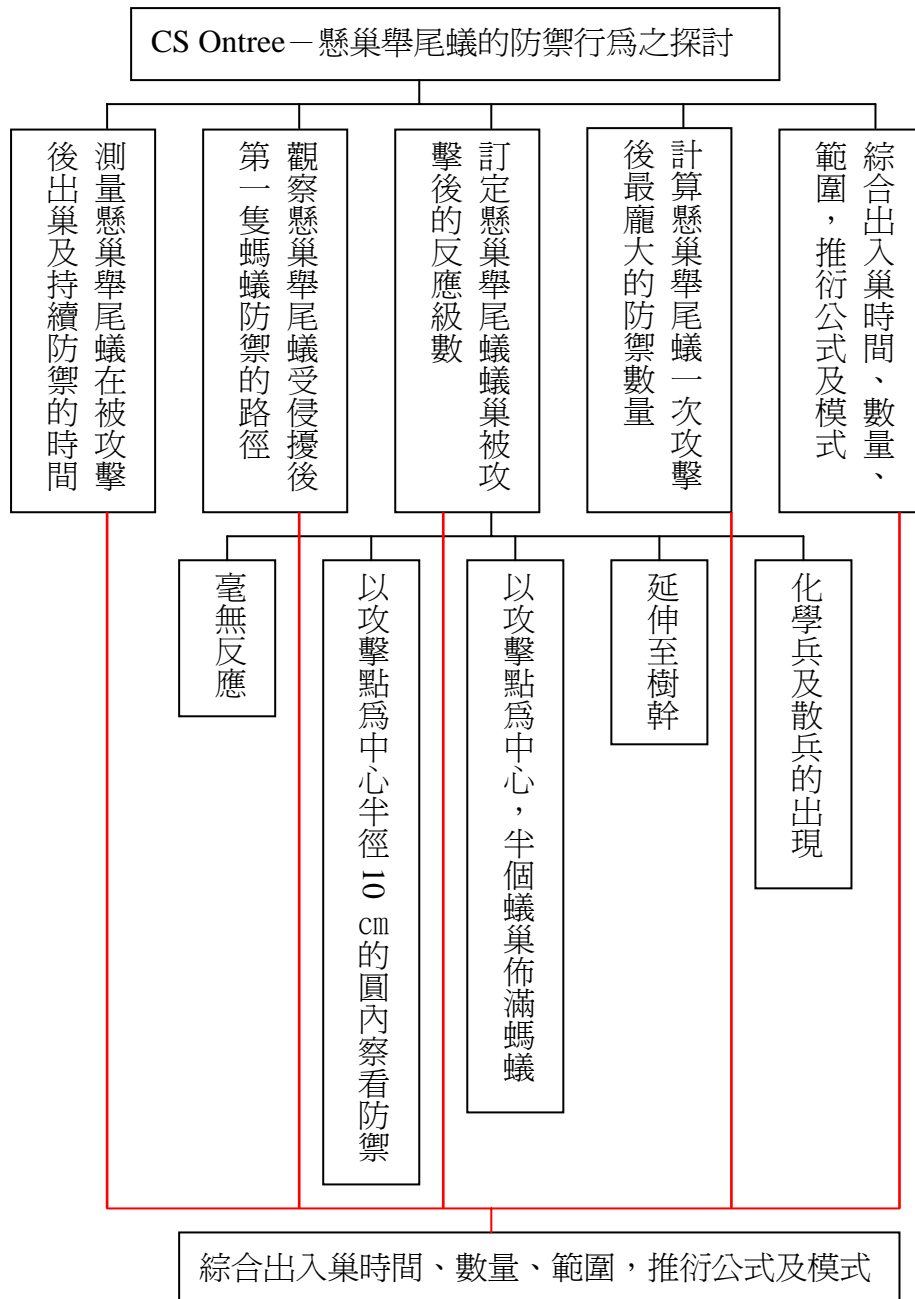 CS Ontree－懸巢舉尾蟻的防禦行為之探討
測量懸巢舉尾蟻在被攻擊
後出巢及持續防禦的時間
觀察懸巢舉尾蟻受侵擾後
第一隻螞蟻防禦的路徑
訂定懸巢舉尾蟻蟻巢被攻
擊後的反應級數
計算懸巢舉尾蟻一次攻擊
後最龐大的防禦數量
綜合出入巢時間、數量、
範圍，推衍公式及模式
毫無反應
以攻擊點為中心半徑 10 ㎝的圓內察看防禦
以攻擊點為中心，半個蟻巢佈滿螞蟻
延伸至樹幹
化學兵及散兵的出現
綜合出入巢時間、數量、範圍，推衍公式及模式